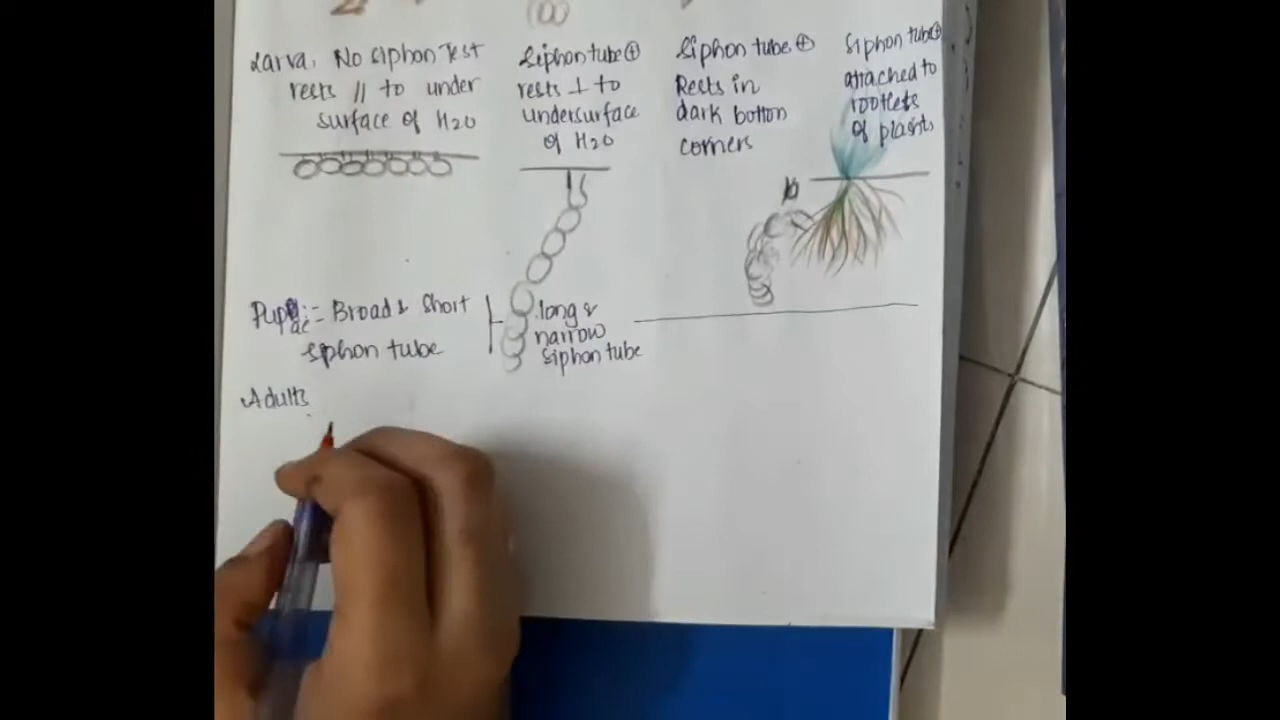 Larva: No siphon Test
rests // to under
surface of H2O
Siphon tube ⊕
rests ⊥ to
undersurface
of H2O
Siphon tube ⊕
Rests in
dark bottom
corners
Siphon tube ⊕
attached to
rootlets
of plants
Pupae:- Broad & short
siphon tube
long &
narrow
siphon tube
Adults